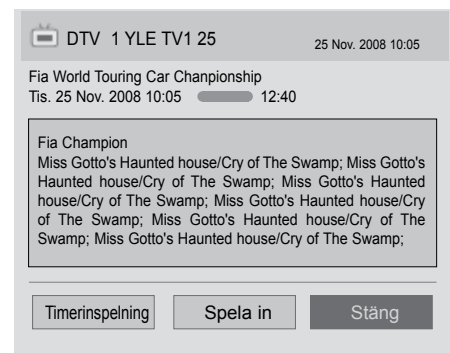 DTV 1 YLE TV1 25 25 Nov. 2008 10:05
Fia World Touring Car Chanpionship
Tis. 25 Nov. 2008 10:05 12:40
Fia Champion
Miss Gotto's Haunted house/Cry of The Swamp; Miss Gotto's
Haunted house/Cry of The Swamp; Miss Gotto's Haunted
house/Cry of The Swamp; Miss Gotto's Haunted house/Cry
of The Swamp; Miss Gotto's Haunted house/Cry of The
Swamp; Miss Gotto's Haunted house/Cry of The Swamp;
Timerinspelning Spela in Stäng